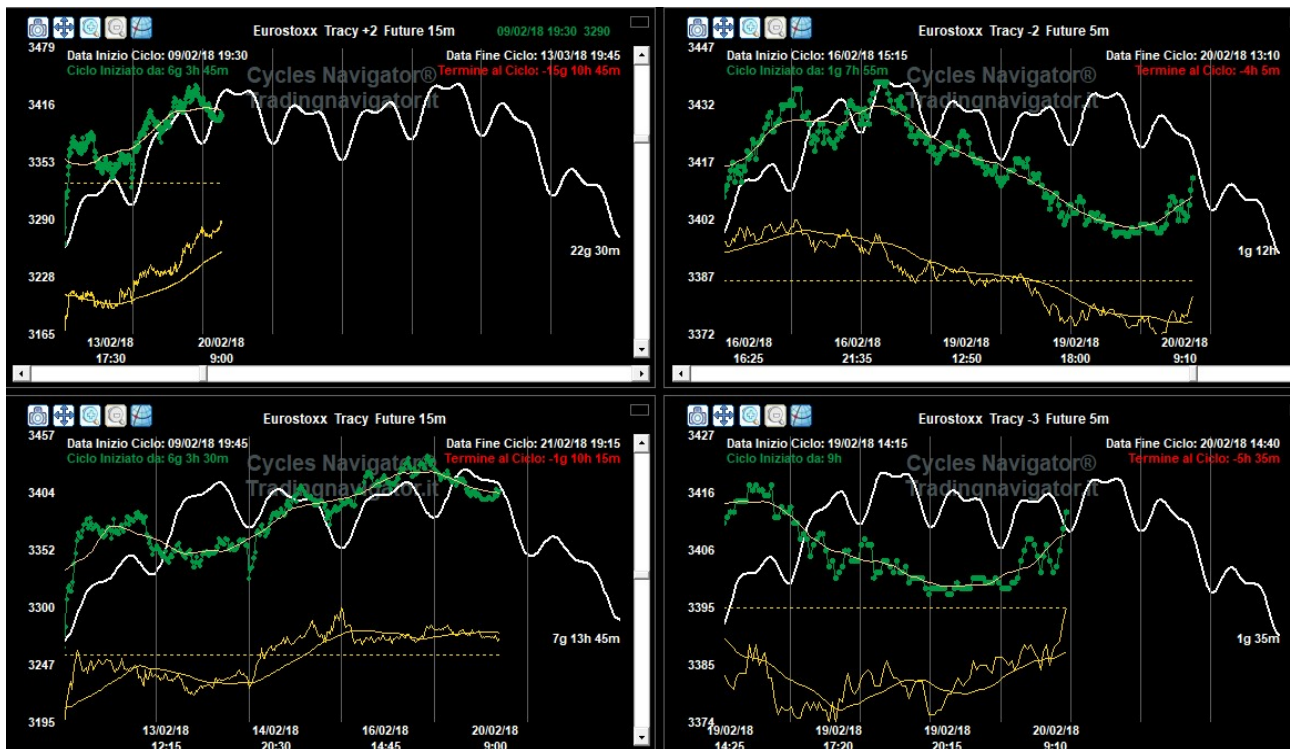 Eurostoxx Tracy +2 Future 15m
09/02/18 19:30 3290
3479
Data Inizio Ciclo: 09/02/18 19:30
Data Fine Ciclo: 13/03/18 19:45
Ciclo Iniziato da: 6g 3h 45m
Termine al Ciclo: -15g 10h 45m
Cycles Navigator®
Tradingnavigator.it
3416
3353
3290
22g 30m
3228
3165
13/02/18 20/02/18
17:30 9:00
Eurostoxx Tracy -2 Future 5m
3447
Data Inizio Ciclo: 16/02/18 15:15
Data Fine Ciclo: 20/02/18 13:10
Ciclo Iniziato da: 1g 7h 55m
Termine al Ciclo: -4h 5m
Cycles Navigator®
Tradingnavigator.it
3432
3417
3402
1g 12h
3387
3372
16/02/18 16/02/18 19/02/18 19/02/18 20/02/18
16:25 21:35 12:50 18:00 9:10
Eurostoxx Tracy Future 15m
3457
Data Inizio Ciclo: 09/02/18 19:45
Data Fine Ciclo: 21/02/18 19:15
Ciclo Iniziato da: 6g 3h 30m
Termine al Ciclo: -1g 10h 15m
Cycles Navigator®
Tradingnavigator.it
3404
3352
3300
7g 13h 45m
3247
3195
13/02/18 14/02/18 16/02/18 20/02/18
12:15 20:30 14:45 9:00
Eurostoxx Tracy -3 Future 5m
3427
Data Inizio Ciclo: 19/02/18 14:15
Data Fine Ciclo: 20/02/18 14:40
Ciclo Iniziato da: 9h
Termine al Ciclo: -5h 35m
Cycles Navigator®
Tradingnavigator.it
3416
3406
3395
1g 35m
3385
3374
19/02/18 19/02/18 19/02/18 20/02/18
14:25 17:20 20:15 9:10